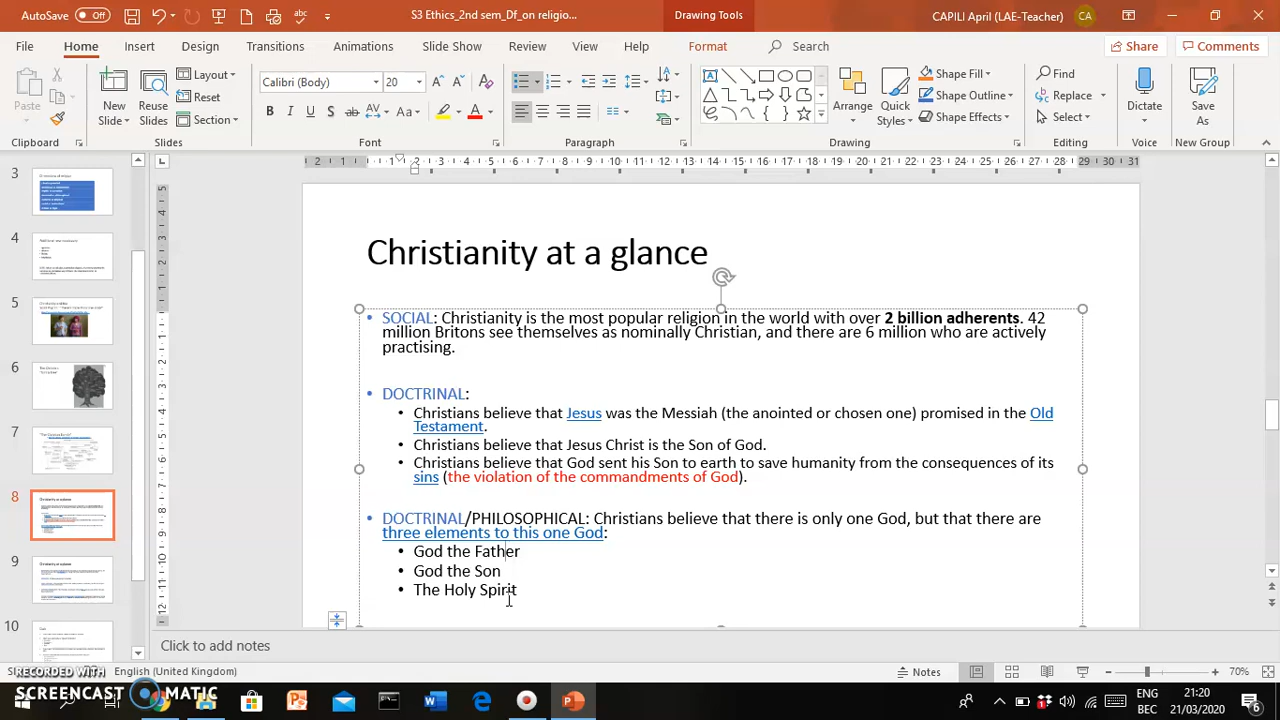 AutoSave Off
S3 Ethics_2nd sem_Df_on religio...
Drawing Tools
CAPILI April (LAE-Teacher)
CA
File Home Insert Design Transitions Animations Slide Show Review View Help Format Search Share Comments
Paste
New Slide
Reuse Slides
Layout
Reset
Section
Calibri (Body) 20
Arrange
Quick Styles
Shape Fill
Shape Outline
Shape Effects
Find
Replace
Select
Dictate
Save As
Clipboard Slides Font Paragraph Drawing Editing Voice New Group
3
4
5
6
7
8
9
10
Christianity at a glance
• SOCIAL: Christianity is the most popular religion in the world with over 2 billion adherents. 42
million Britons see themselves as nominally Christian, and there are 6 million who are actively
practising.
• DOCTRINAL:
• Christians believe that Jesus was the Messiah (the anointed or chosen one) promised in the Old
Testament.
• Christians believe that Jesus Christ is the Son of God.
• Christians believe that God sent his Son to earth to save humanity from the consequences of its
sins (the violation of the commandments of God).
• DOCTRINAL/PHILOSOPHICAL: Christians believe that there is only one God, but that there are
three elements to this one God:
• God the Father
• God the Son
• The Holy Spirit
Click to add notes
English (United Kingdom)
Notes
70%
RECORDED WITH
SCREENCAST MATIC
ENG
BEC
21:20
21/03/2020
6